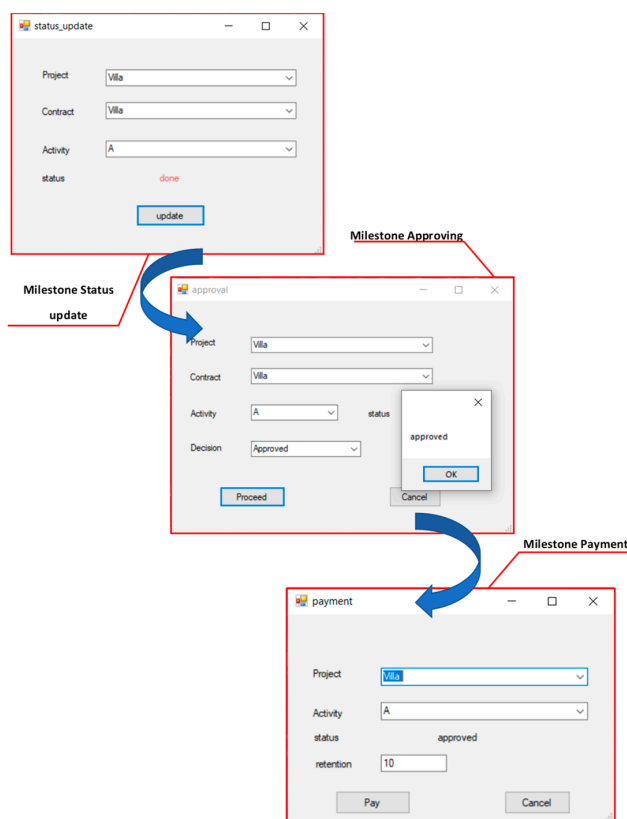 status_update
Project Villa
Contract Villa
Activity A
status done
update
Milestone Status
update
Milestone Approving
approval
Project Villa
Contract Villa
Activity A status
Decision Approved
approved
OK
Proceed Cancel
Milestone Payment
payment
Project Villa
Activity A
status approved
retention 10
Pay Cancel